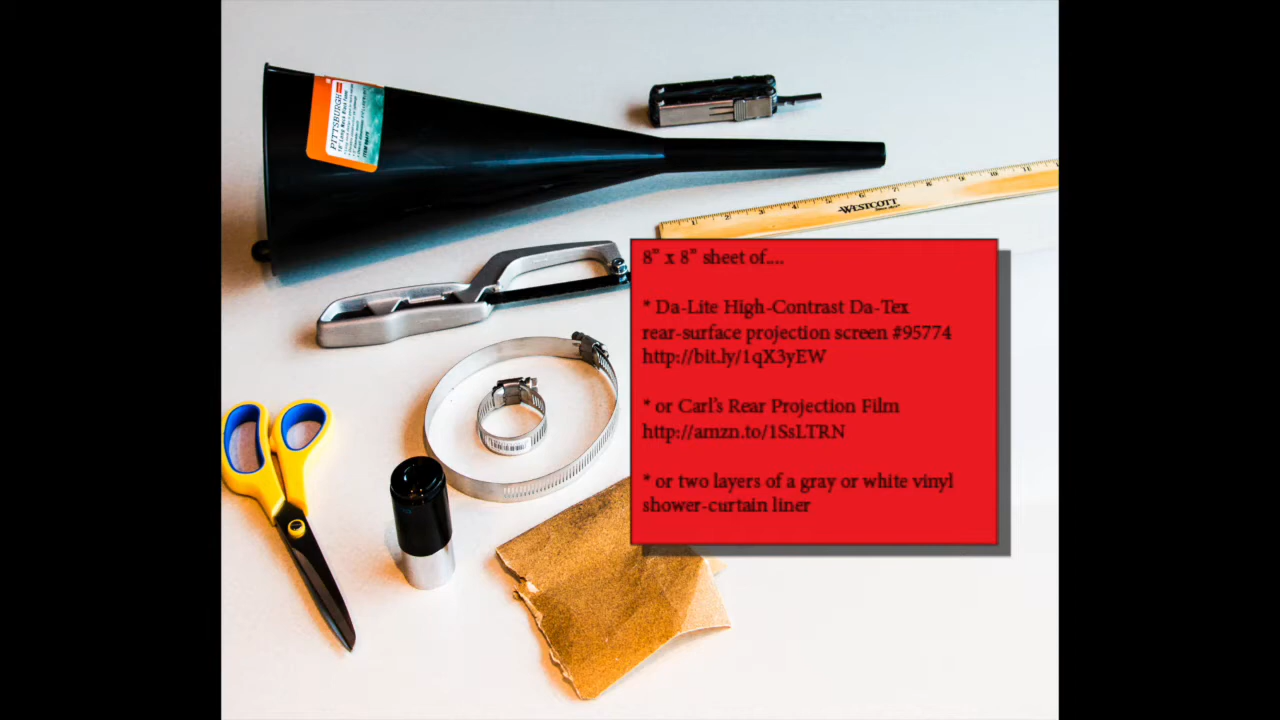 PITTSBURGH
WESTCOTT
8" x 8" sheet of....
* Da-Lite High-Contrast Da-Tex
rear-surface projection screen #95774
http://bit.ly/1qX3yEW
* or Carl's Rear Projection Film
http://amzn.to/1SsLTRN
* or two layers of a gray or white vinyl
shower-curtain liner